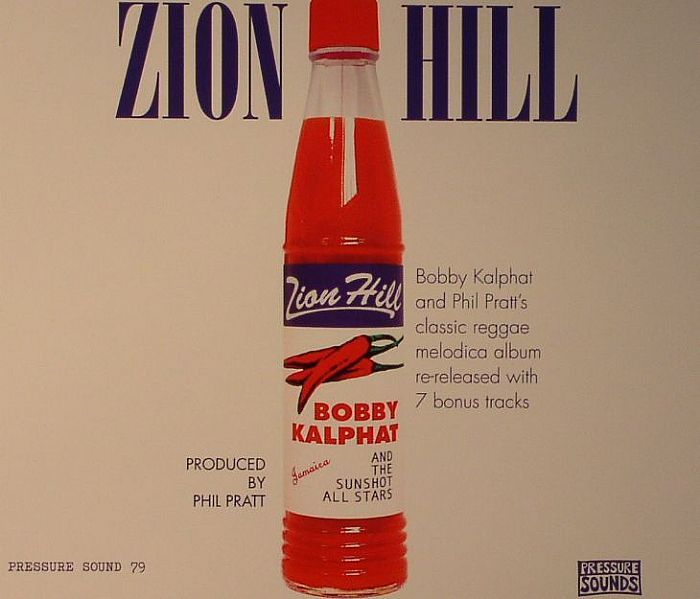 ZION HILL
Zion Hill
BOBBY
KALPHAT
Jamaica
AND
THE
SUNSHOT
ALL STARS
Bobby Kalphat
and Phil Pratt's
classic reggae
melodica album
re-released with
7 bonus tracks
PRODUCED
BY
PHIL PRATT
PRESSURE SOUND 79
PRESSURE
SOUNDS